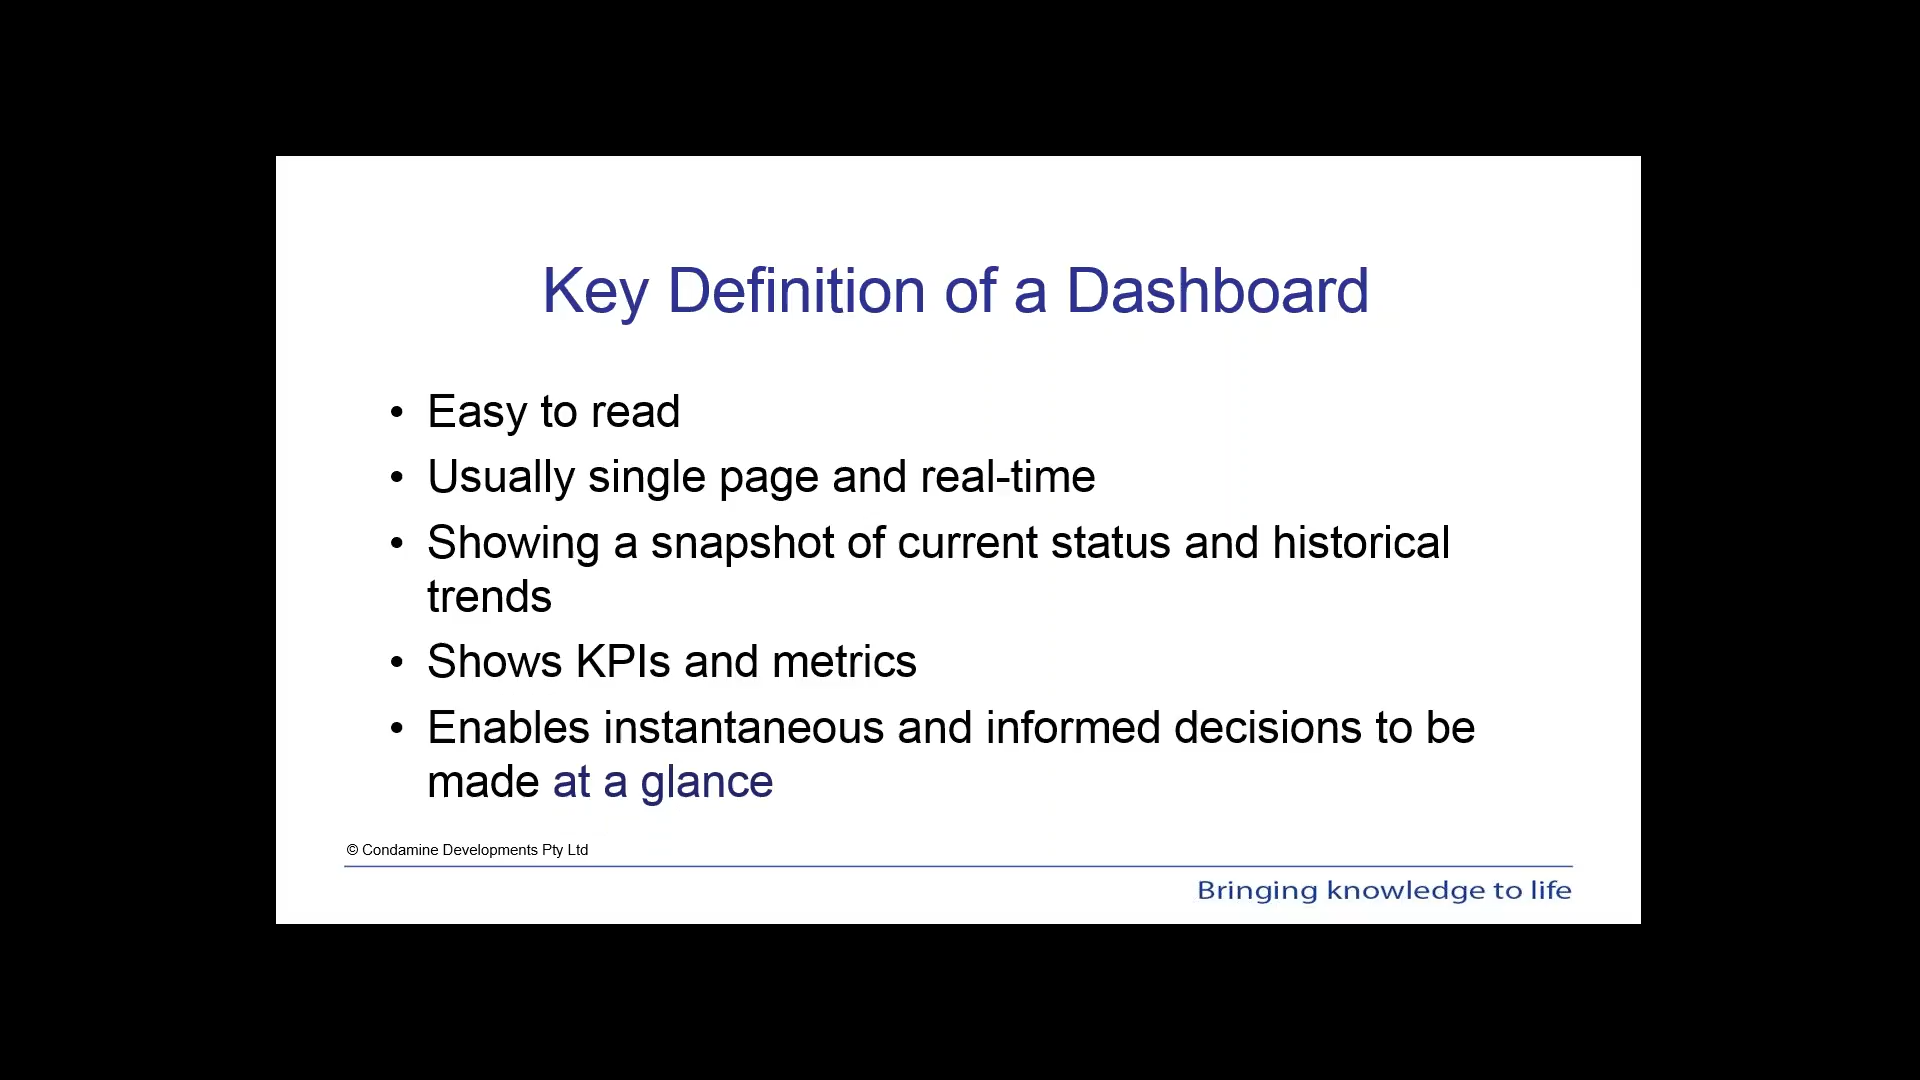 Key Definition of a Dashboard
• Easy to read
• Usually single page and real-time
• Showing a snapshot of current status and historical
trends
• Shows KPIs and metrics
• Enables instantaneous and informed decisions to be
made at a glance
© Condamine Developments Pty Ltd
Bringing knowledge to life